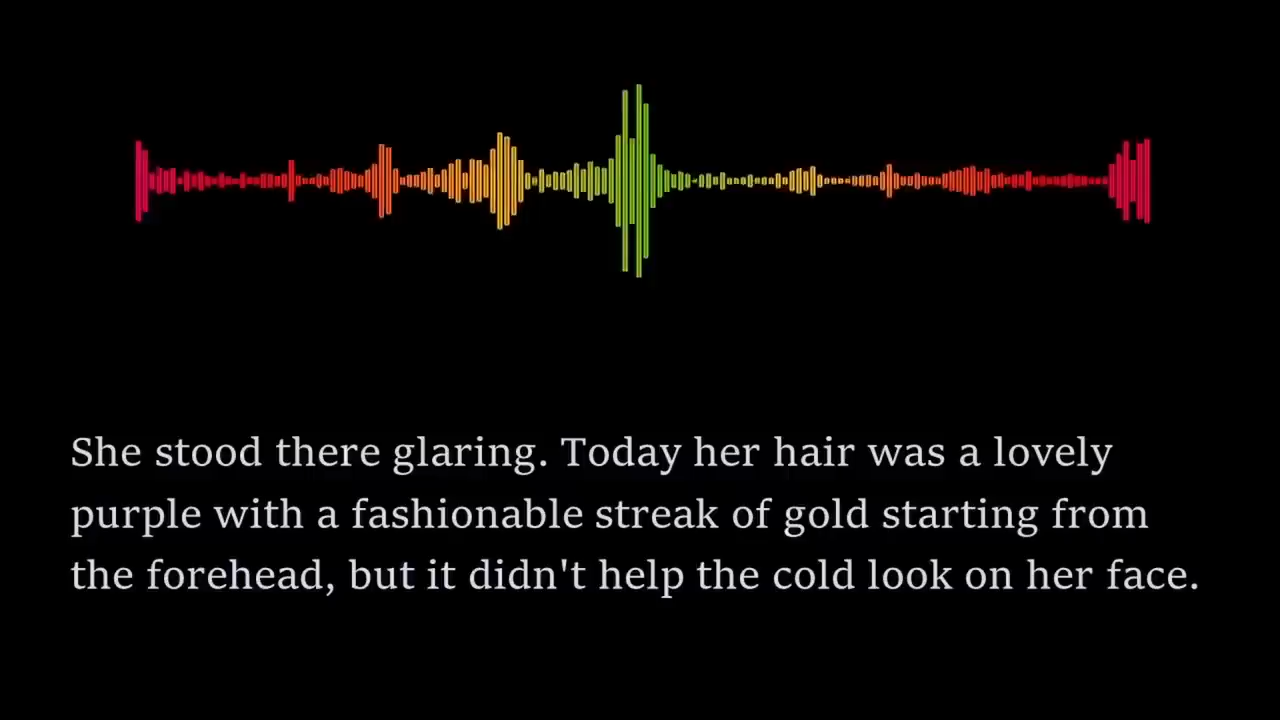 She stood there glaring. Today her hair was a lovely
purple with a fashionable streak of gold starting from
the forehead, but it didn't help the cold look on her face.